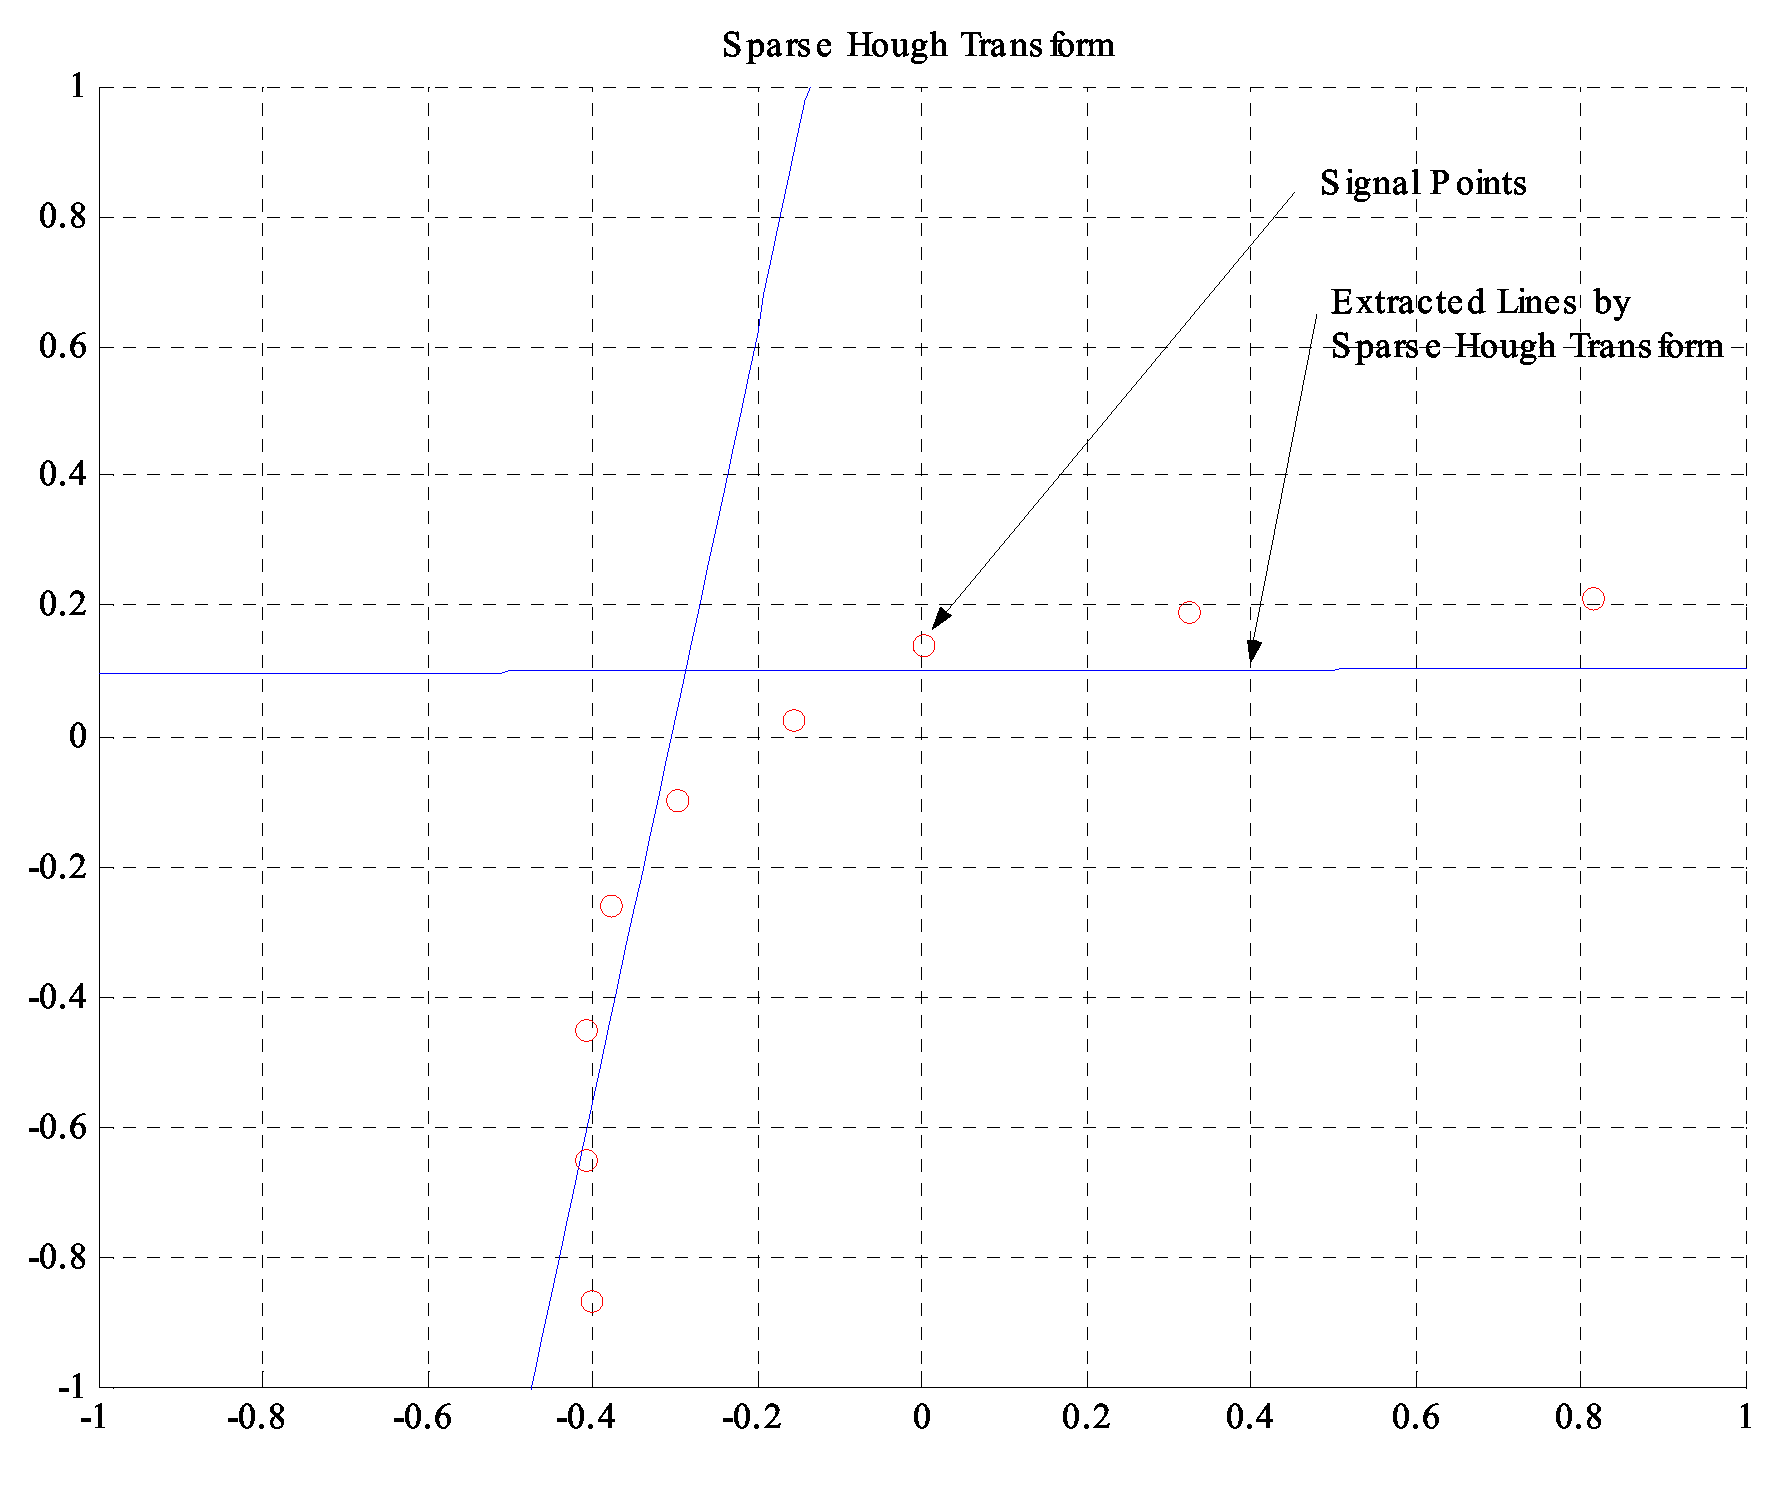 Sparse Hough Transform
1
0.8
0.6
0.4
0.2
0
-0.2
-0.4
-0.6
-0.8
-1
Signal Points
Extracted Lines by
Sparse Hough Transform
-1 -0.8 -0.6 -0.4 -0.2 0 0.2 0.4 0.6 0.8 1